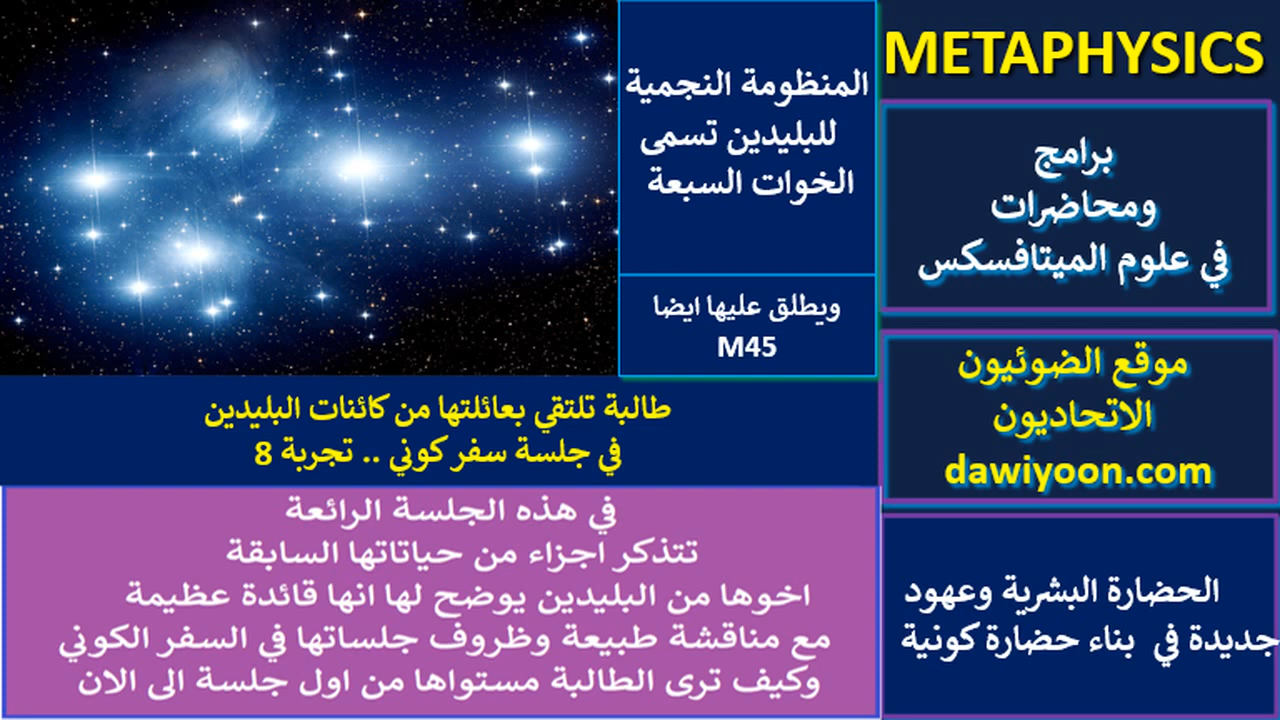 METAPHYSICS
برامج
ومحاضرات
في علوم الميتافسكس
موقع الضوئيون
الاتحاديون
dawiyoon.com
الحضارة البشرية وعهود
جديدة في بناء حضارة كونية
المنظومة النجمية
للبليدين تسمى
الخوات السبعة
ويطلق عليها ايضا
M45
طالبة تلتقي بعائلتها من كائنات البليدين
في جلسة سفر كوني .. تجربة 8
في هذه الجلسة الرائعة
تتذكر اجزاء من حياتاتها السابقة
اخوها من البليدين يوضح لها انها قائدة عظيمة
مع مناقشة طبيعة وظروف جلساتها في السفر الكوني
وكيف ترى الطالبة مستواها من اول جلسة الى الان